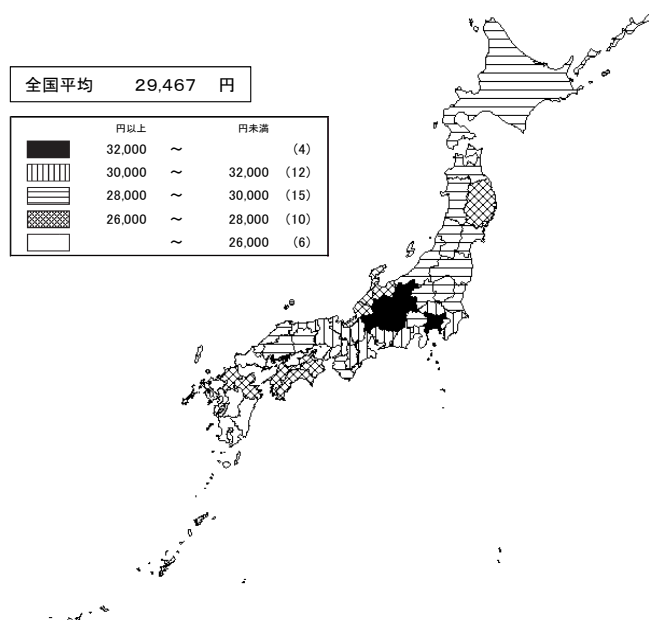 全国平均 29,467 円
円以上 円未満
32,000 ～ （4）
30,000 ～ 32,000 （12）
28,000 ～ 30,000 （15）
26,000 ～ 28,000 （10）
～ 26,000 （6）